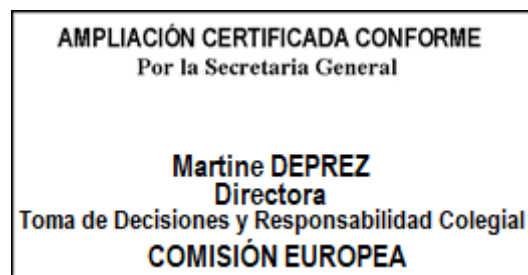 AMPLIACIÓN CERTIFICADA CONFORME
Por la Secretaria General
Martine DEPREZ
Directora
Toma de Decisiones y Responsabilidad Colegial
COMISIÓN EUROPEA